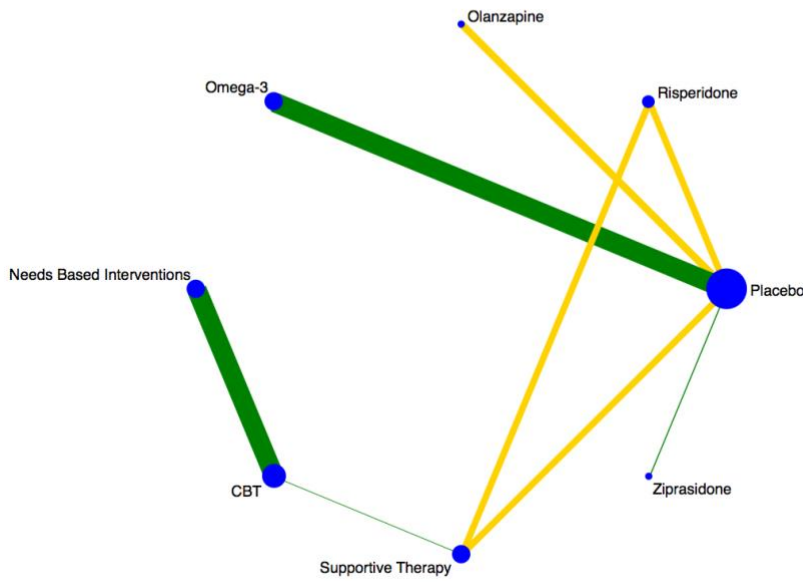 Olanzapine
Omega-3
Risperidone
Needs Based Interventions
Placebo
CBT
Ziprasidone
Supportive Therapy